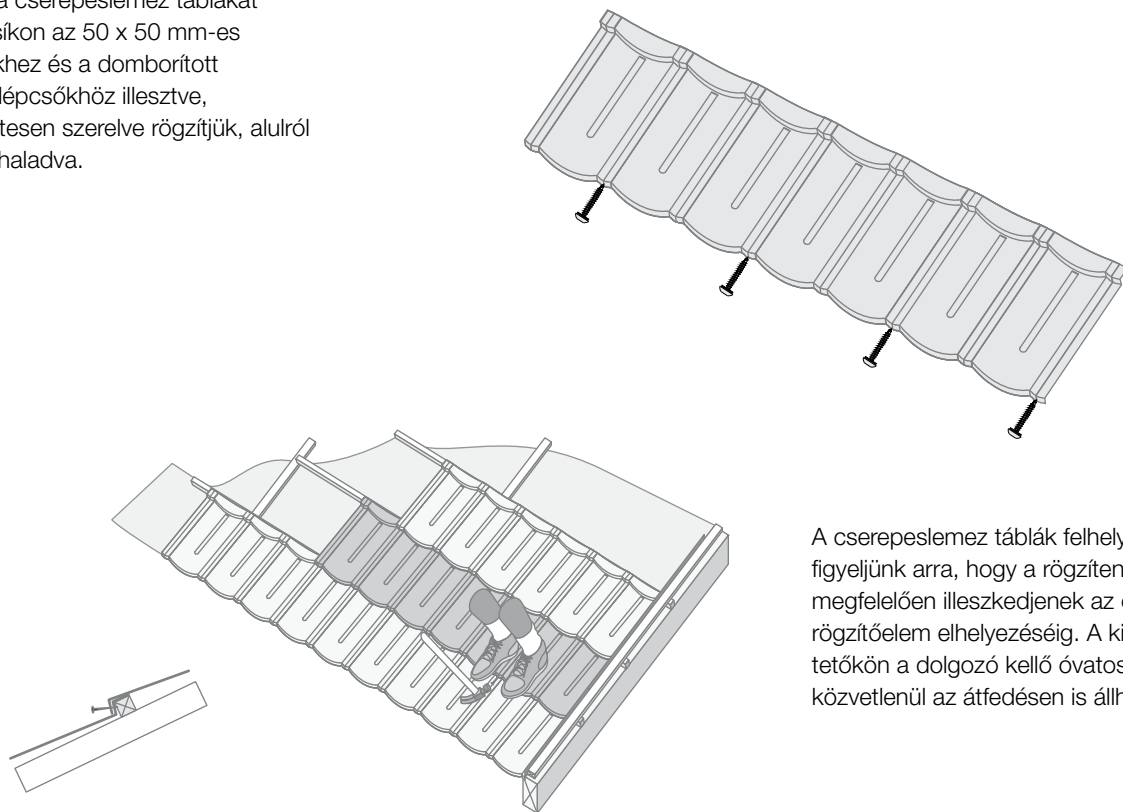 a cserepeslemez táblákat
síkon az 50 x 50 mm-es
khez és a domborított
lépcsőkhöz illesztve,
tesen szerelve rögzítjük, alulról
haladva.
A cserepeslemez táblák felhely
figyeljünk arra, hogy a rögzíten
megfelelően illeszkedjenek az
rögzítőelem elhelyezéséig. A ki
tetőkön a dolgozó kellő óvatos
közvetlenül az átfedésen is állh